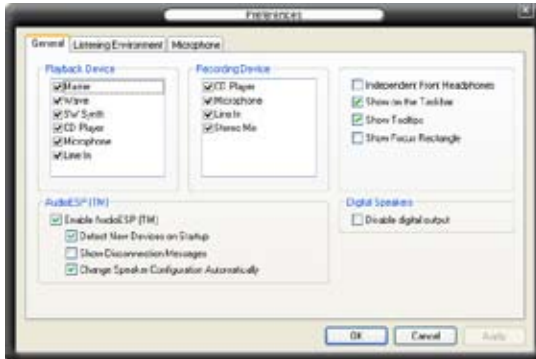 Preferences
General
Listening Environment
Microphone
Playback Device
Master
Wave
SW Synth
CD Player
Microphone
Line In
Recording Device
CD Player
Microphone
Line In
Stereo Mix
Independent Front Headphones
Show on the Taskbar
Show Tooltips
Show Focus Rectangle
AudioESP (TM)
Enable AudioESP (TM)
Detect New Devices on Startup
Show Disconnection Messages
Change Speaker Configuration Automatically
Digital Speakers
Disable digital output
OK
Cancel
Apply